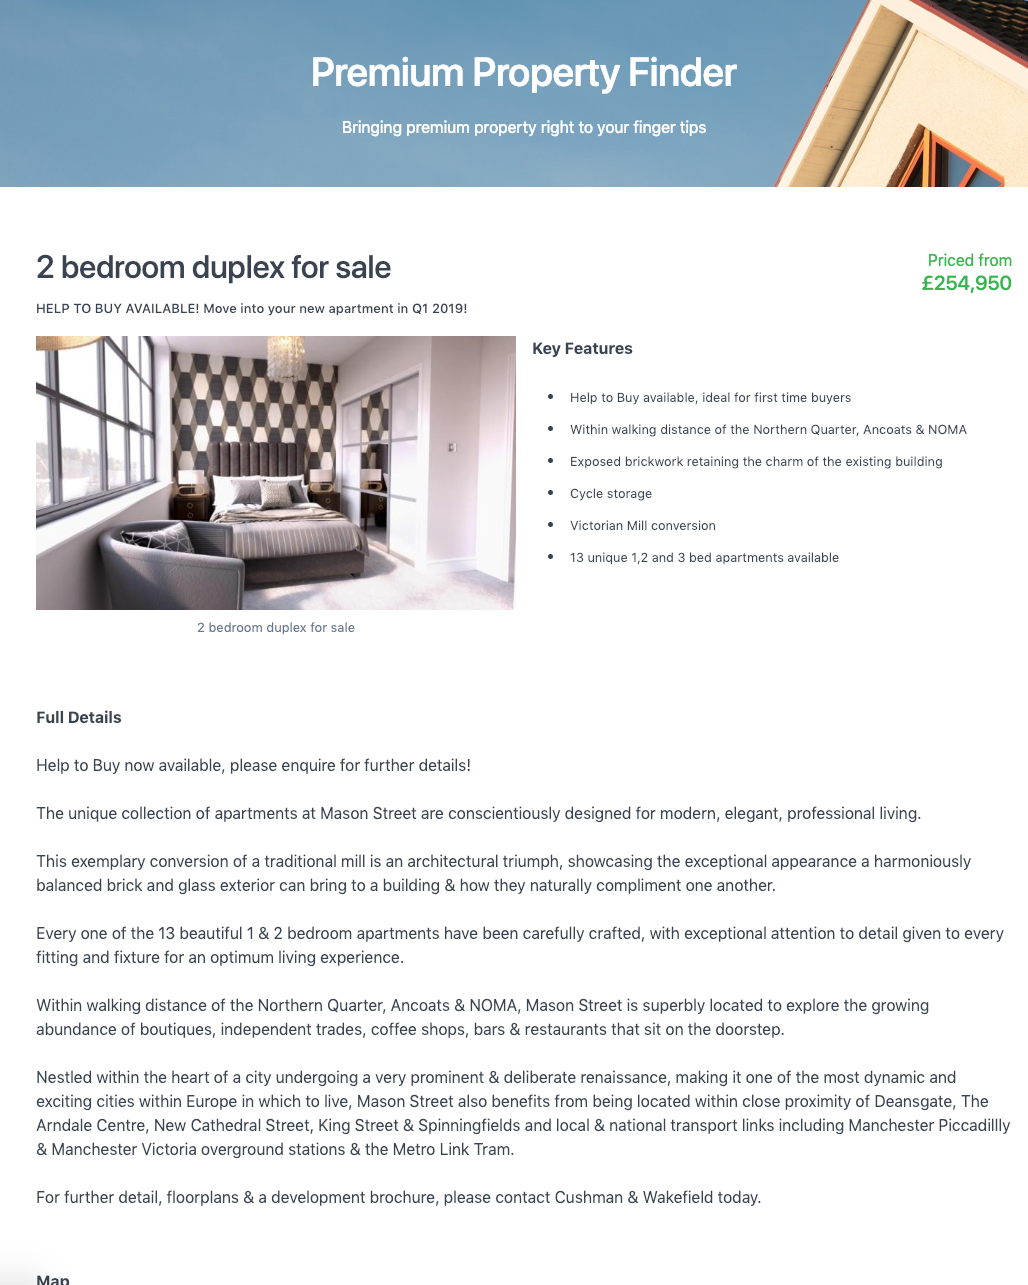 Premium Property Finder
Bringing premium property right to your finger tips
2 bedroom duplex for sale
Priced from
£254,950
HELP TO BUY AVAILABLE! Move into your new apartment in Q1 2019!
Key Features
Help to Buy available, ideal for first time buyers
Within walking distance of the Northern Quarter, Ancoats & NOMA
Exposed brickwork retaining the charm of the existing building
Cycle storage
Victorian Mill conversion
13 unique 1,2 and 3 bed apartments available
2 bedroom duplex for sale
Full Details
Help to Buy now available, please enquire for further details!
The unique collection of apartments at Mason Street are conscientiously designed for modern, elegant, professional living.
This exemplary conversion of a traditional mill is an architectural triumph, showcasing the exceptional appearance a harmoniously
balanced brick and glass exterior can bring to a building & how they naturally compliment one another.
Every one of the 13 beautiful 1 & 2 bedroom apartments have been carefully crafted, with exceptional attention to detail given to every
fitting and fixture for an optimum living experience.
Within walking distance of the Northern Quarter, Ancoats & NOMA, Mason Street is superbly located to explore the growing
abundance of boutiques, independent trades, coffee shops, bars & restaurants that sit on the doorstep.
Nestled within the heart of a city undergoing a very prominent & deliberate renaissance, making it one of the most dynamic and
exciting cities within Europe in which to live, Mason Street also benefits from being located within close proximity of Deansgate, The
Arndale Centre, New Cathedral Street, King Street & Spinningfields and local & national transport links including Manchester Piccadillly
& Manchester Victoria overground stations & the Metro Link Tram.
For further detail, floorplans & a development brochure, please contact Cushman & Wakefield today.
Map